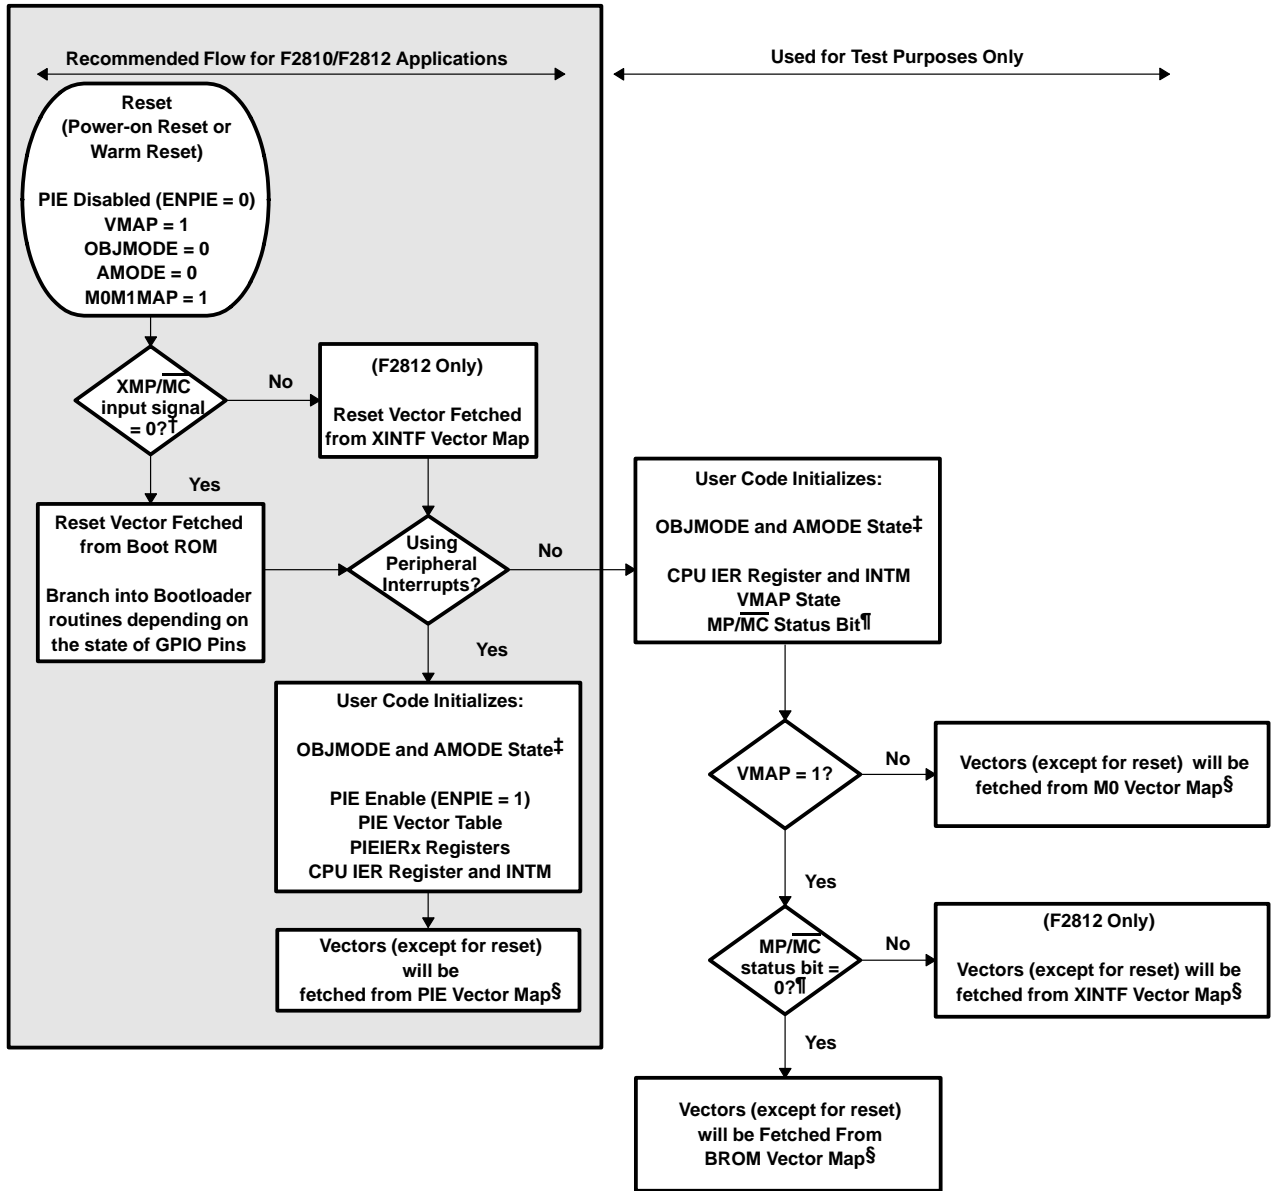 Recommended Flow for F2810/F2812 Applications
Used for Test Purposes Only
Reset
(Power-on Reset or
Warm Reset)
PIE Disabled (ENPIE = 0)
VMAP = 1
OBJMODE = 0
AMODE = 0
M0M1MAP = 1
XMP/M̅C̅
input signal
= 0?†
No
(F2812 Only)
Reset Vector Fetched
from XINTF Vector Map
Yes
Reset Vector Fetched
from Boot ROM
Branch into Bootloader
routines depending on
the state of GPIO Pins
Using
Peripheral
Interrupts?
No
User Code Initializes:
OBJMODE and AMODE State‡
CPU IER Register and INTM
VMAP State
MP/M̅C̅ Status Bit¶
Yes
User Code Initializes:
OBJMODE and AMODE State‡
PIE Enable (ENPIE = 1)
PIE Vector Table
PIEIERx Registers
CPU IER Register and INTM
Vectors (except for reset)
will be
fetched from PIE Vector Map§
VMAP = 1?
No
Vectors (except for reset) will be
fetched from M0 Vector Map§
Yes
MP/M̅C̅
status bit =
0?¶
No
(F2812 Only)
Vectors (except for reset) will be
fetched from XINTF Vector Map§
Yes
Vectors (except for reset)
will be Fetched From
BROM Vector Map§